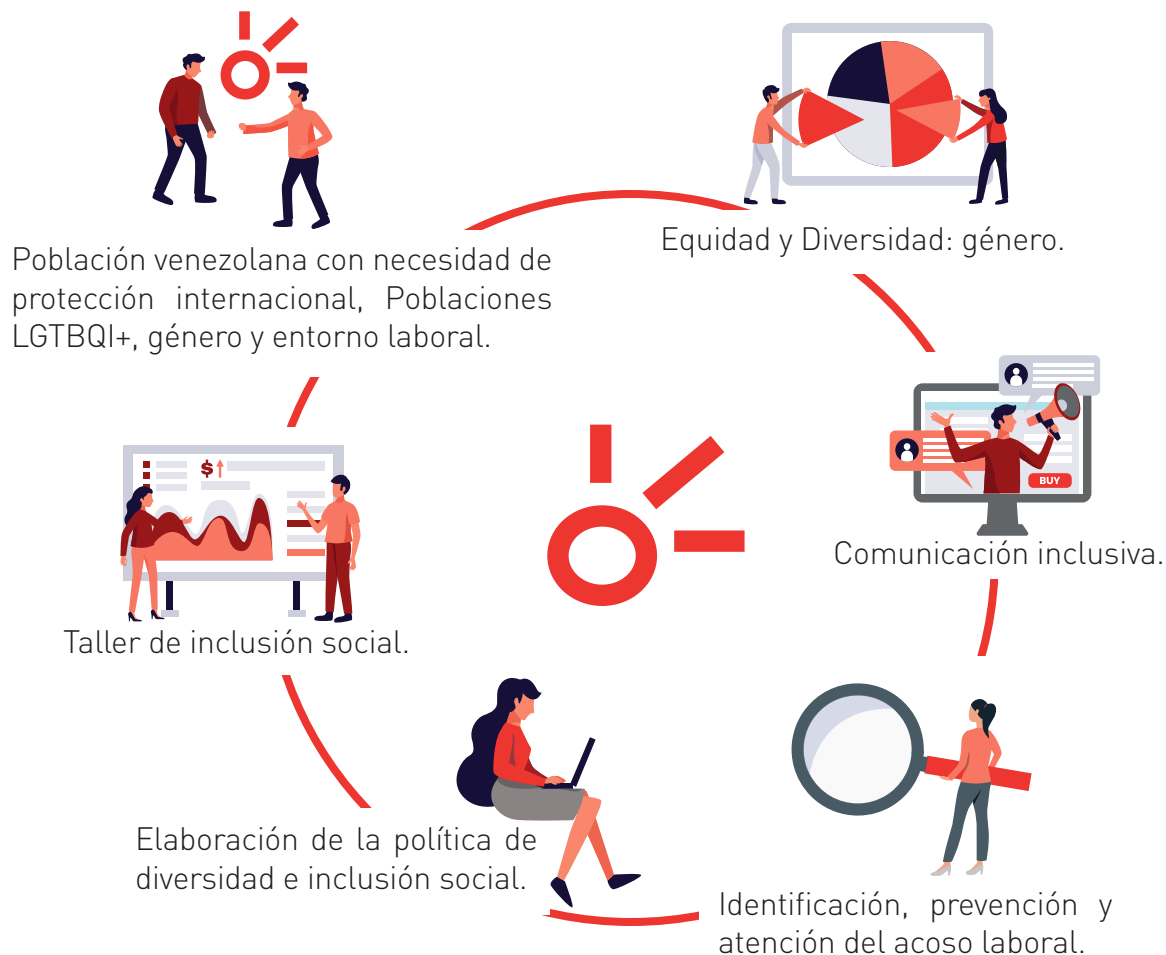 Población venezolana con necesidad de
protección internacional, Poblaciones
LGTBQI+, género y entorno laboral.
Equidad y Diversidad: género.
BUY
Comunicación inclusiva.
$
Taller de inclusión social.
Elaboración de la política de
diversidad e inclusión social.
Identificación, prevención y
atención del acoso laboral.